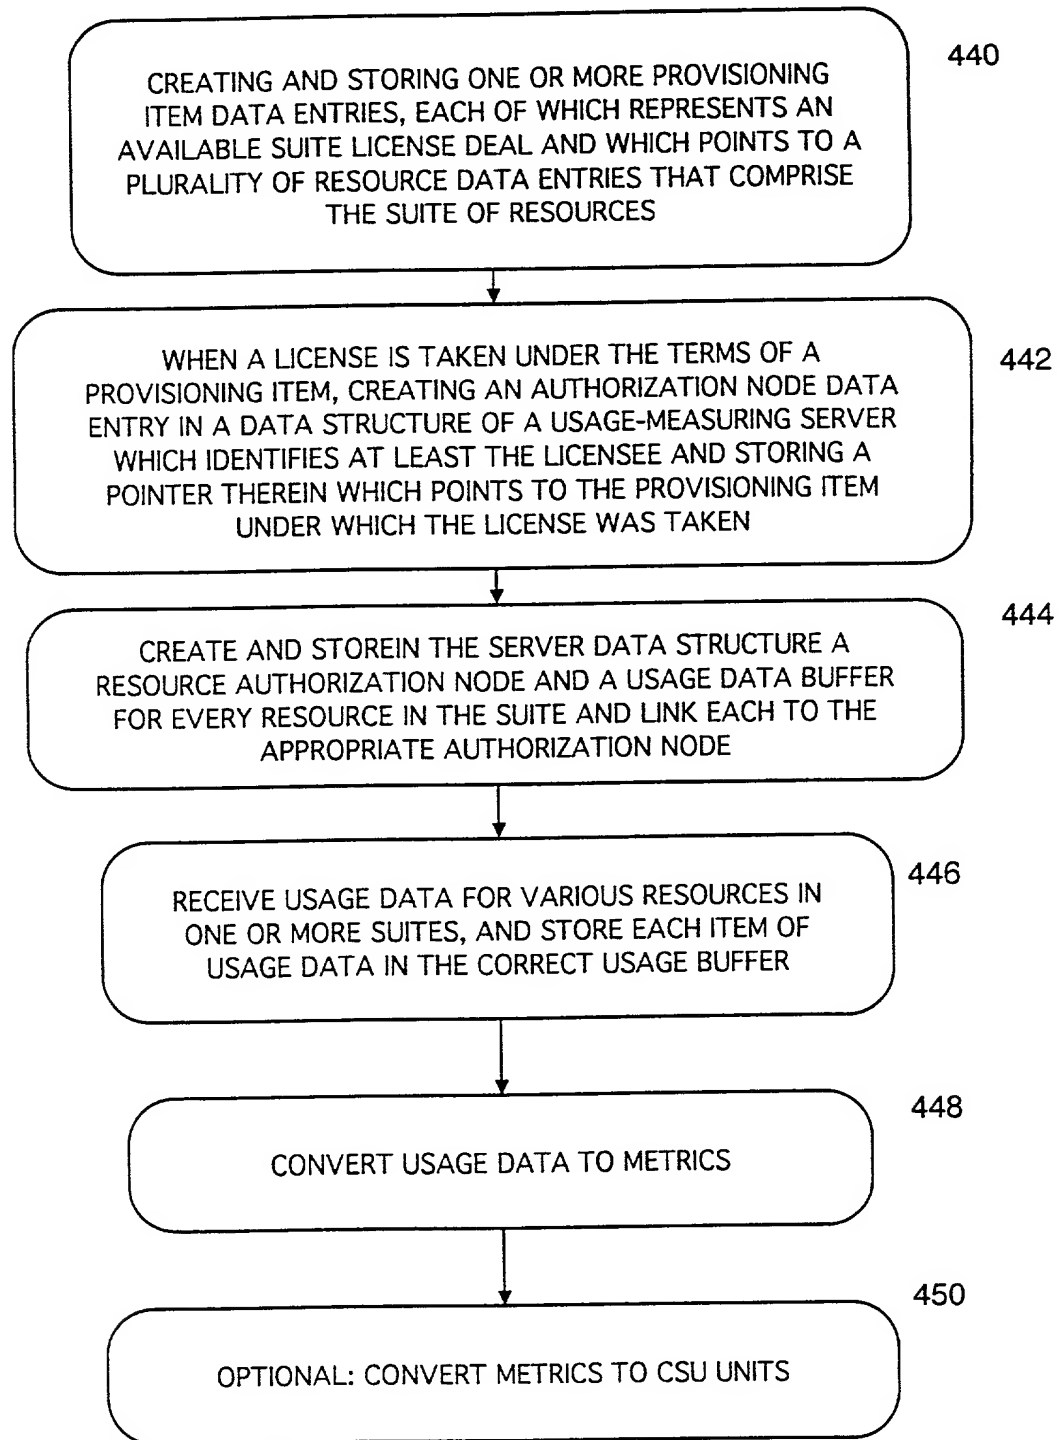 440
CREATING AND STORING ONE OR MORE PROVISIONING
ITEM DATA ENTRIES, EACH OF WHICH REPRESENTS AN
AVAILABLE SUITE LICENSE DEAL AND WHICH POINTS TO A
PLURALITY OF RESOURCE DATA ENTRIES THAT COMPRISE
THE SUITE OF RESOURCES
442
WHEN A LICENSE IS TAKEN UNDER THE TERMS OF A
PROVISIONING ITEM, CREATING AN AUTHORIZATION NODE DATA
ENTRY IN A DATA STRUCTURE OF A USAGE-MEASURING SERVER
WHICH IDENTIFIES AT LEAST THE LICENSEE AND STORING A
POINTER THEREIN WHICH POINTS TO THE PROVISIONING ITEM
UNDER WHICH THE LICENSE WAS TAKEN
444
CREATE AND STOREIN THE SERVER DATA STRUCTURE A
RESOURCE AUTHORIZATION NODE AND A USAGE DATA BUFFER
FOR EVERY RESOURCE IN THE SUITE AND LINK EACH TO THE
APPROPRIATE AUTHORIZATION NODE
446
RECEIVE USAGE DATA FOR VARIOUS RESOURCES IN
ONE OR MORE SUITES, AND STORE EACH ITEM OF
USAGE DATA IN THE CORRECT USAGE BUFFER
448
CONVERT USAGE DATA TO METRICS
450
OPTIONAL: CONVERT METRICS TO CSU UNITS